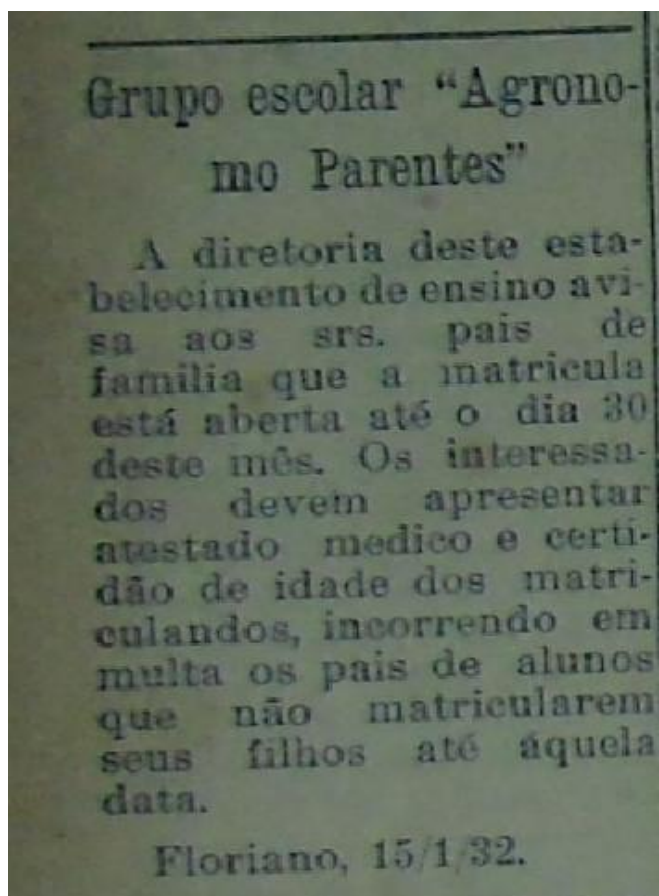 Grupo escolar “Agrono-
mo Parentes”
A diretoria deste esta-
belecimento de ensino avi-
sa aos srs. pais de
familia que a matricula
está aberta até o dia 30
deste mês. Os interessa-
dos devem apresentar
atestado medico e certi-
dão de idade dos matri-
culandos, incorrendo em
multa os pais de alunos
que não matricularem
seus filhos até áquela
data.
Floriano, 15/1/32.